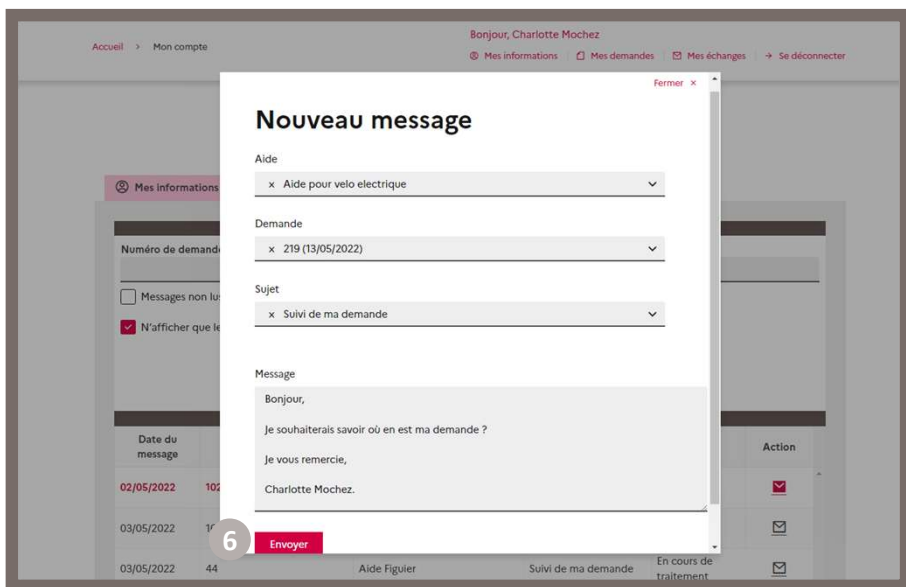 Bonjour, Charlotte Mochez
Accueil > Mon compte
Mes informations
Mes demandes
Mes échanges
→ Se déconnecter
Fermer ×
Nouveau message
Aide
× Aide pour velo electrique
Mes informations
Demande
Numéro de demand
× 219 (13/05/2022)
Sujet
Messages non lu
× Suivi de ma demande
N'afficher que le
Message
Bonjour,
Je souhaiterais savoir où en est ma demande ?
Je vous remercie,
Charlotte Mochez.
Date du
message
Action
02/05/2022 102
03/05/2022
6
Envoyer
03/05/2022 44 Aide Figuier Suivi de ma demande En cours de
traitement